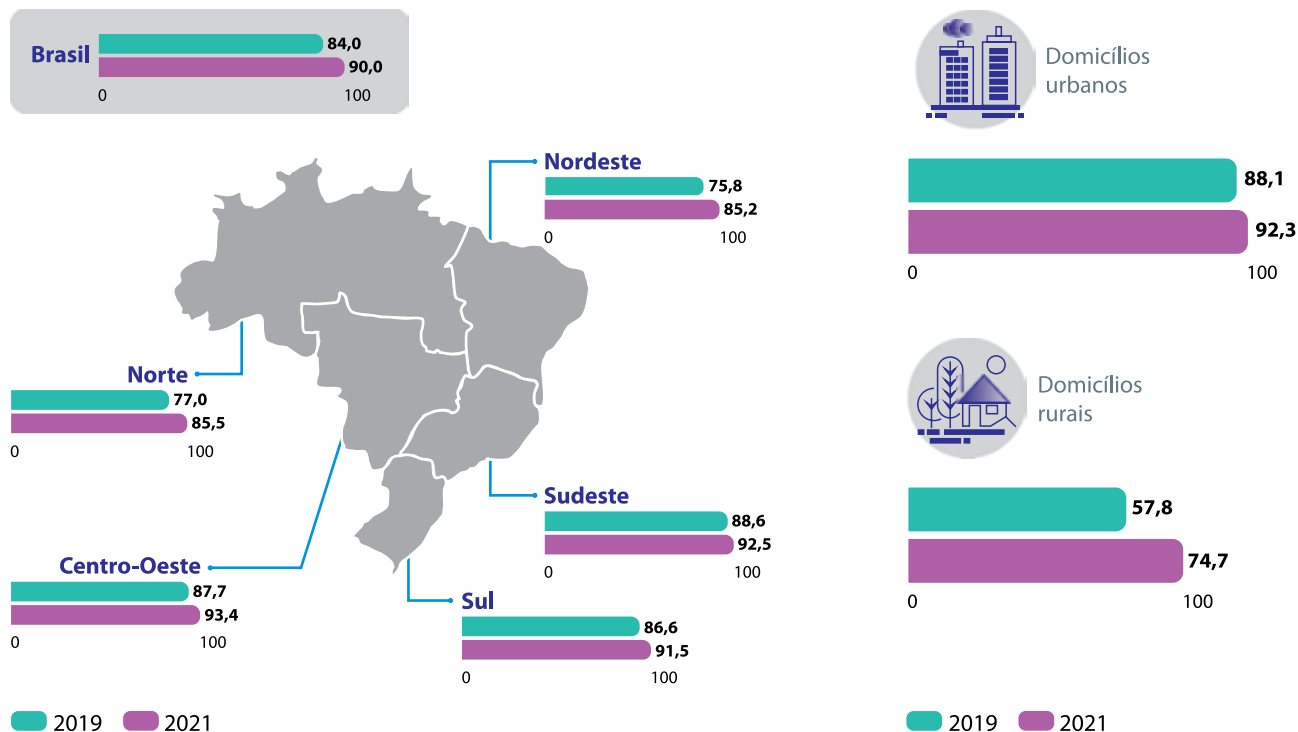 Brasil
84,0
90,0
0 100
Nordeste
75,8
85,2
0 100
Norte
77,0
85,5
0 100
Sudeste
88,6
92,5
0 100
Centro-Oeste
87,7
93,4
0 100
Sul
86,6
91,5
0 100
2019 2021
Domicílios
urbanos
88,1
92,3
0 100
Domicílios
rurais
57,8
74,7
0 100
2019 2021